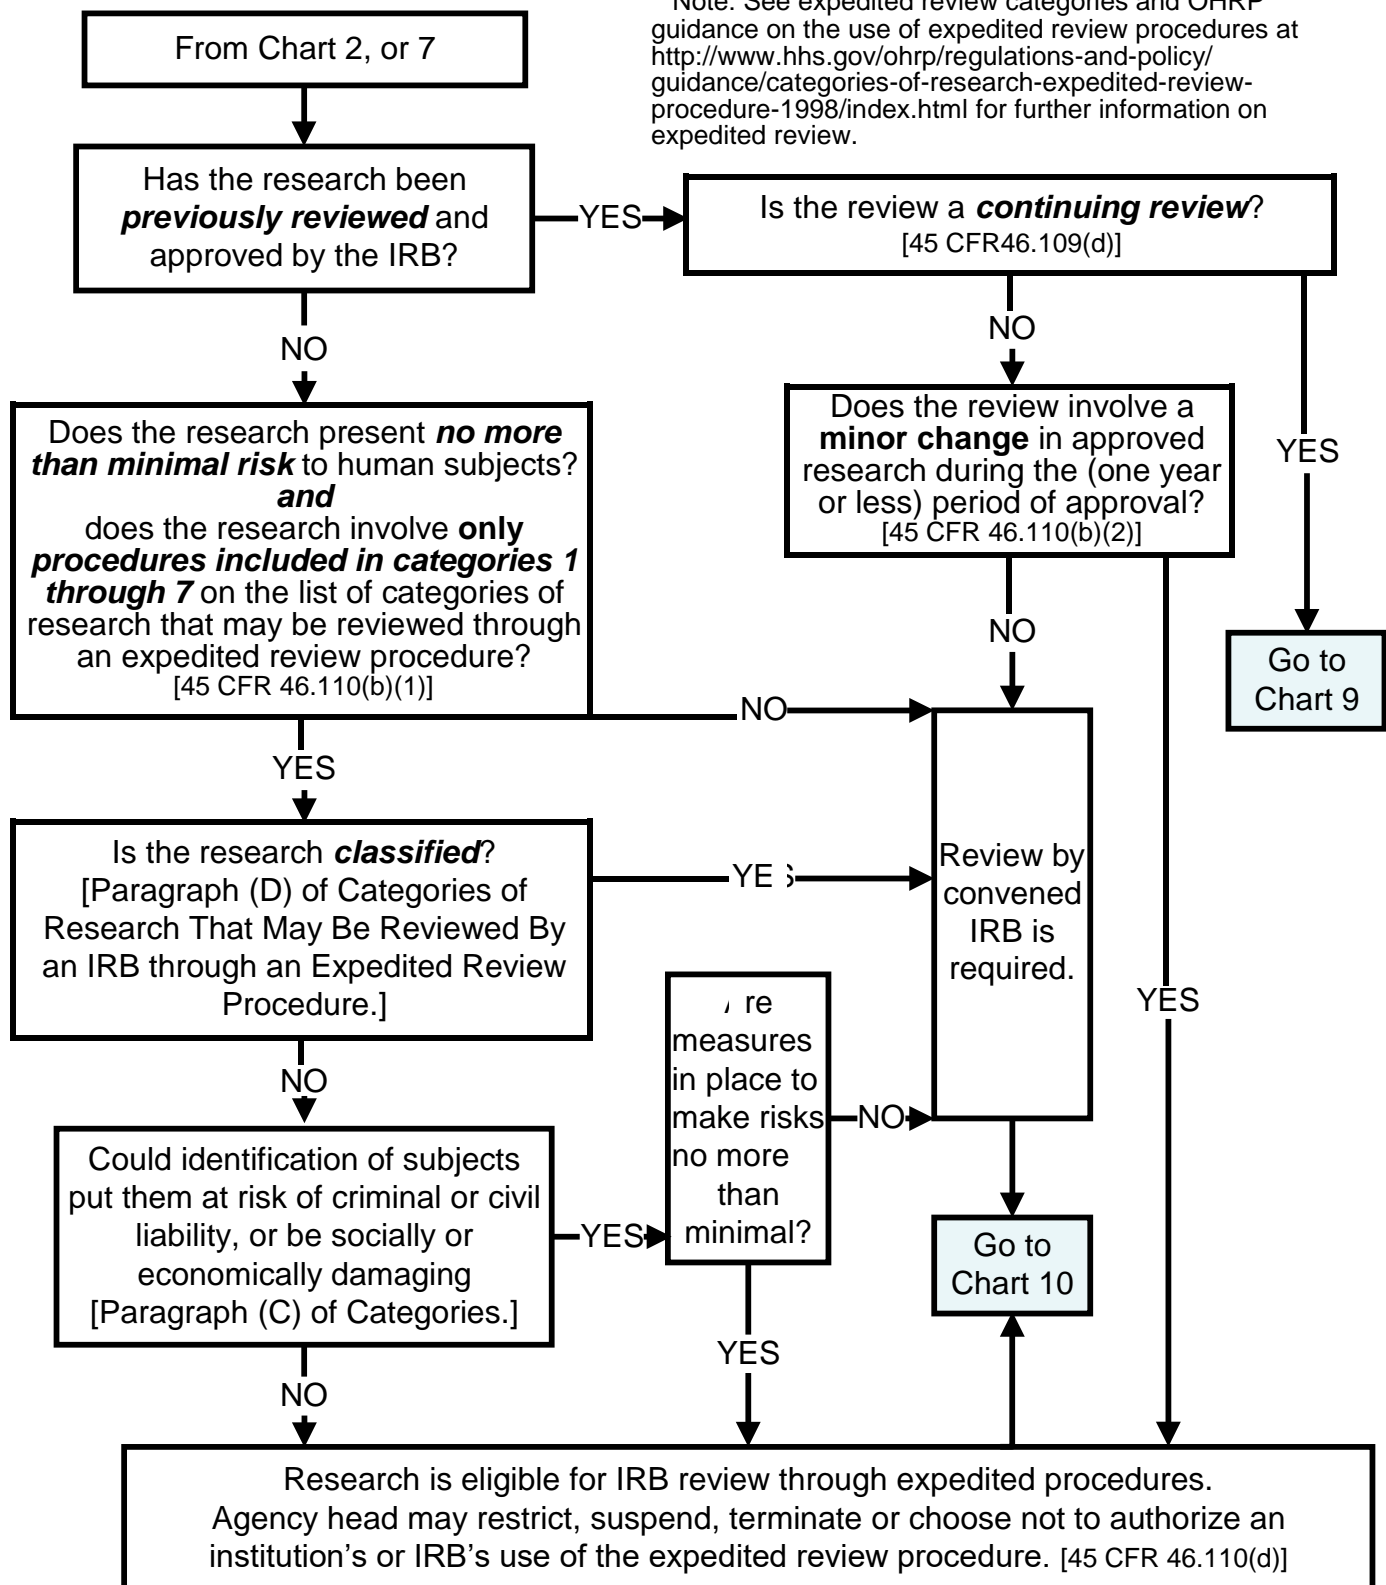 Note: See expedited review categories and OHRP
guidance on the use of expedited review procedures at
http://www.hhs.gov/ohrp/regulations-and-policy/
guidance/categories-of-research-expedited-review-
procedure-1998/index.html for further information on
expedited review.
From Chart 2, or 7
Has the research been
previously reviewed and
approved by the IRB?
YES
Is the review a continuing review?
[45 CFR46.109(d)]
NO
NO
YES
Does the research present no more
than minimal risk to human subjects?
and
does the research involve only
procedures included in categories 1
through 7 on the list of categories of
research that may be reviewed through
an expedited review procedure?
[45 CFR 46.110(b)(1)]
Does the review involve a
minor change in approved
research during the (one year
or less) period of approval?
[45 CFR 46.110(b)(2)]
NO
Go to
Chart 9
NO
YES
Is the research classified?
[Paragraph (D) of Categories of
Research That May Be Reviewed By
an IRB through an Expedited Review
Procedure.]
YES
Review by
convened
IRB is
required.
YES
NO
Are
measures
in place to
make risks
no more
than
minimal?
NO
Could identification of subjects
put them at risk of criminal or civil
liability, or be socially or
economically damaging
[Paragraph (C) of Categories.]
YES
Go to
Chart 10
YES
NO
Research is eligible for IRB review through expedited procedures.
Agency head may restrict, suspend, terminate or choose not to authorize an
institution’s or IRB’s use of the expedited review procedure. [45 CFR 46.110(d)]